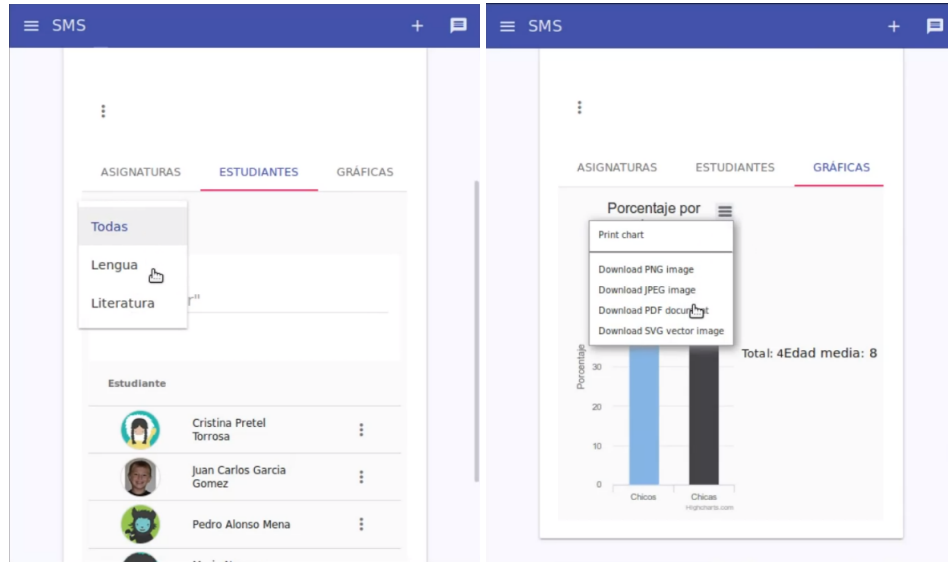 SMS
ASIGNATURAS ESTUDIANTES GRÁFICAS
Todas
Lengua
Literatura
r"
Estudiante
Cristina Pretel
Torrosa
Juan Carlos Garcia
Gomez
Pedro Alonso Mena
SMS
ASIGNATURAS ESTUDIANTES GRÁFICAS
Porcentaje por
Print chart
Download PNG image
Download JPEG image
Download PDF document
Download SVG vector image
Total: 4Edad media: 8
Porcentaje
30
20
10
0
Chicos Chicas
Highcharts.com